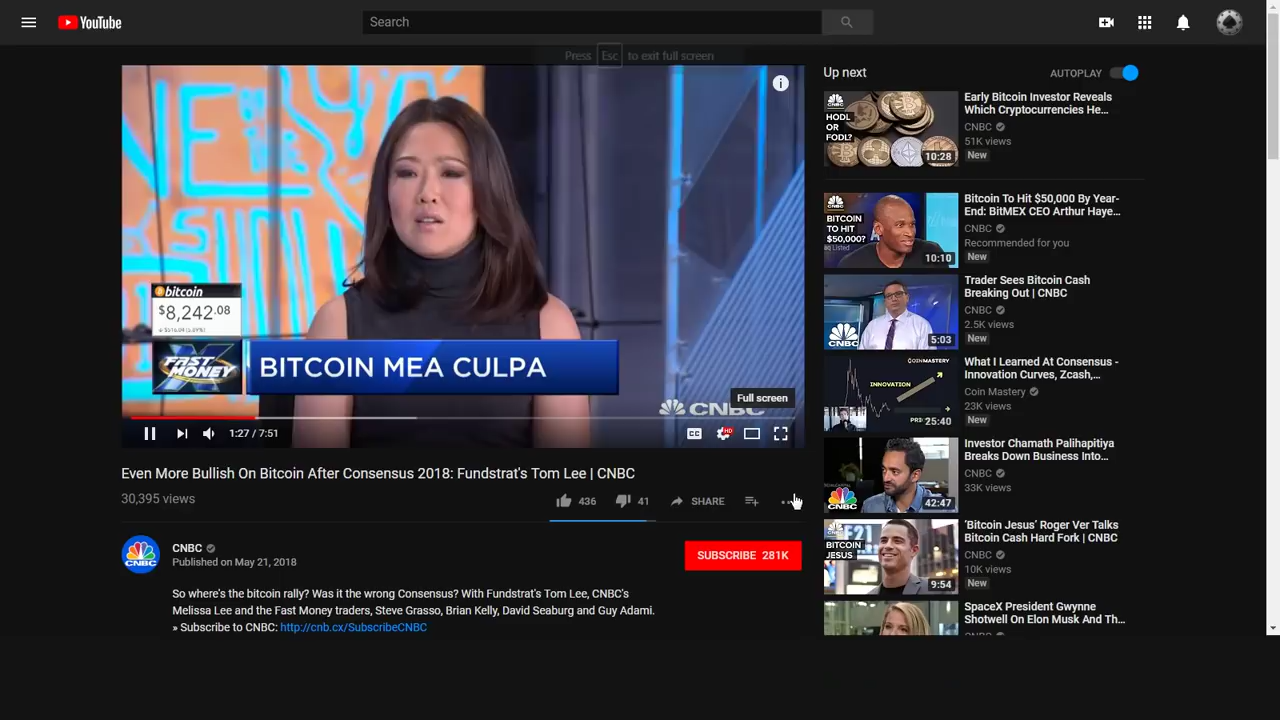 YouTube
Search
Press Esc to exit full screen
bitcoin
$8,242.08
FAST MONEY
BITCOIN MEA CULPA
CNBC
Full screen
CC
HD
1:27 / 7:51
Even More Bullish On Bitcoin After Consensus 2018: Fundstrat's Tom Lee | CNBC
30,395 views
436
41
SHARE
CNBC
CNBC
Published on May 21, 2018
SUBSCRIBE 281K
So where's the bitcoin rally? Was it the wrong Consensus? With Fundstrat's Tom Lee, CNBC's
Melissa Lee and the Fast Money traders, Steve Grasso, Brian Kelly, David Seaburg and Guy Adami.
» Subscribe to CNBC: http://cnb.cx/SubscribeCNBC
Up next
AUTOPLAY
CNBC
HODL
OR
FODL?
10:28
Early Bitcoin Investor Reveals
Which Cryptocurrencies He...
CNBC
51K views
New
CNBC
BITCOIN
TO HIT
$50,000?
10:10
Bitcoin To Hit $50,000 By Year-
End: BitMEX CEO Arthur Haye...
CNBC
Recommended for you
New
CNBC
5:03
Trader Sees Bitcoin Cash
Breaking Out | CNBC
CNBC
2.5K views
New
COINMASTERY
INNOVATION
25:40
What I Learned At Consensus -
Innovation Curves, Zcash,...
Coin Mastery
23K views
New
CNBC
42:47
Investor Chamath Palihapitiya
Breaks Down Business Into...
CNBC
33K views
CNBC
BITCOIN
JESUS
9:54
'Bitcoin Jesus' Roger Ver Talks
Bitcoin Cash Hard Fork | CNBC
CNBC
10K views
New
SpaceX President Gwynne
Shotwell On Elon Musk And Th...